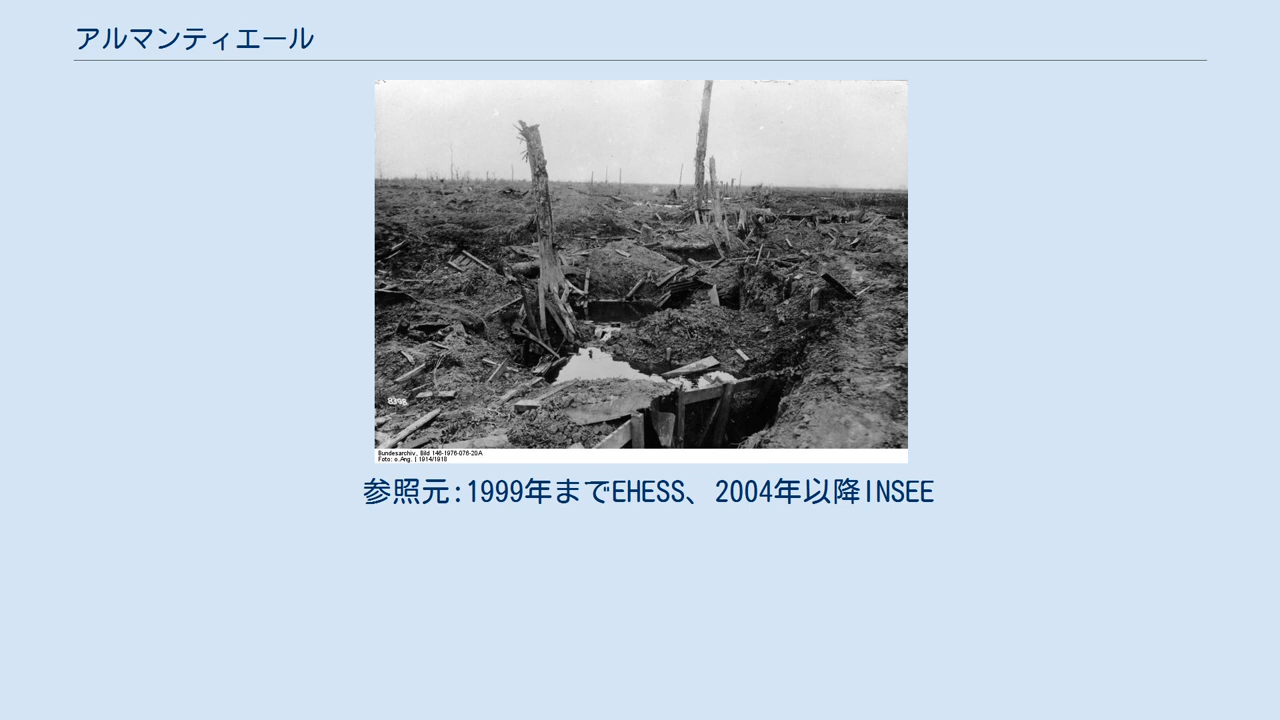 アルマンティエール
8398
Bundesarchiv, Bild 146-1976-076-20A
Foto: o.Ang. | 1914/1918
参照元:1999年までEHESS、2004年以降INSEE